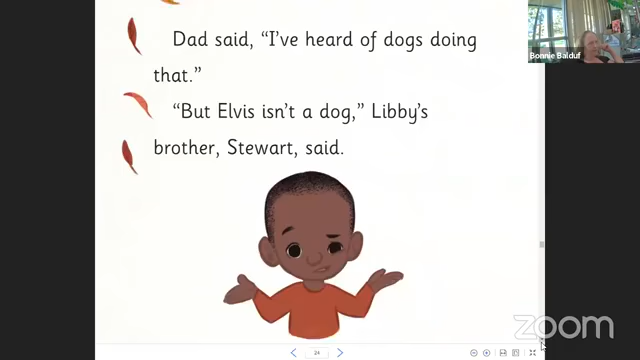 Dad said, “I’ve heard of dogs doing
that.”
“But Elvis isn’t a dog,” Libby’s
brother, Stewart, said.
Bonnie Balduf
24
zoom